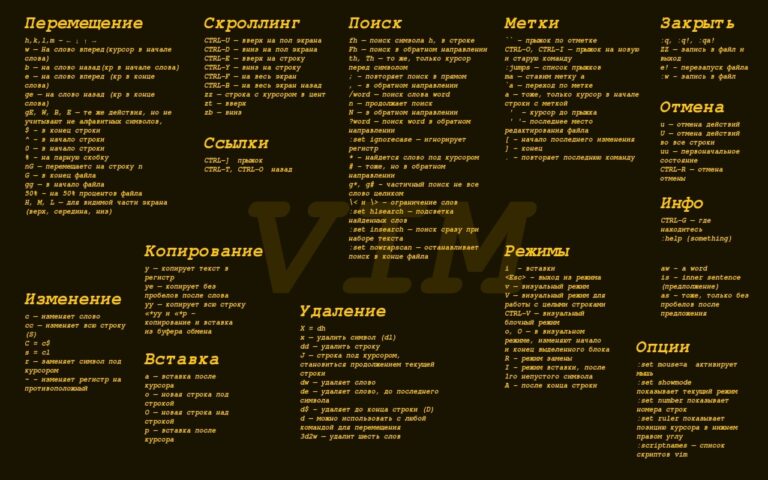 Перемещение
h,k,l,m - ← ↓ ↑ →
w — На слово вперед(курсор в начале
слова)
b — на слово назад(кр в начале слова)
e — на слово вперед (кр в конце
слова)
ge — на слово назад (кр в конце
слова)
gE, W, B, E — те же действия, но не
учитывают не алфавитных символов,
$ - в конец строки
^ - в начало строки
0 — в начало строки
% - на парную скобку
nG — перемещаетс на строку n
G — в конец файла
gg — в начало файла
50% - на 50% процентов файла
H, M, L — для видимой части экрана
(верх, середина, низ)
Скроллинг
CTRL-U — вверх на пол экрана
CTRL-D — вниз на пол экрана
CTRL-E — вверх на строку
CTRL-Y — вниз на строку
CTRL-F — на весь экран
CTRL-B — на весь экран назад
zz — строка с курсором в цент
zt — вверх
zb — вниз
Ссылки
CTRL-] прыжок
CTRL-T, CTRL-O назад
Поиск
fh — поиск символа h, в строке
Fh — поиск в обратном направлении
th, Th — то же, только курсор
перед символом
; - повторяет поиск в прямом
, - в обратном направлении
/word — поиск слова word
n — продолжает поиск
N — в обратном направлении
?word — поиск word в обратном
направлении
:set ignorecase — игнорирует
регистр
* - найдется слово под курсором
# - тоже, но в обратном
направлении
g*, g# - частичный поиск не все
слово целиком
\< и \> - ограничение слов
:set hlsearch — подсветка
найденных слов
:set insearch — поиск сразу при
наборе текста
:set nowrapscan — останавливает
поиск в конце файла
Метки
`` - прыжок по отметке
CTRL-O, CTRL-I — прыжок на новую
и старую команду
:jumps — список прыжков
ma — ставим метку a
`a — переход по метке
'a — тоже, только курсор в начале
строки с меткой
' - курсор до прыжка
' " - последнее место
редактирования файла
[ - начало последнего изменения
] - конец
. - повторяет последнюю команду
Закрыть
:q, :q!, :qa!
ZZ — запись в файл и
выход
e! - перезапуск файла
:w - запись в файл
Отмена
u — отмена действий
U — отмена действий
во все строки
uu — первоначальное
состояние
CTRL-R — отмена
отмены
Инфо
CTRL-G — где
находитесь
:help {something}
aw - a word
is - inner sentence
(предложение)
as - тоже, только без
пробелов после
предложения
VIM
Копирование
y — копирует текст в
регистр
ye — копирует без
пробелов после слова
yy — копирует всю строку
«*yy и «*p -
копирование и вставка
из буфера обмена
Изменение
c — изменяет слово
cc — изменяет всю строку
(S)
C = c$
s = cl
r — заменяет символ под
курсором
~ - изменяет регистр на
противоположный
Вставка
a — вставка после
курсора
o — новая строка под
строкой
O — новая строка над
строкой
p — вставка после
курсора
Удаление
X = dh
x — удалить символ (dl)
dd — удалить строку
J — строка под курсором,
становиться продолжением текущей
строки
dw — удаляет слово
de — удаляет слово, до последнего
символа
d$ - удаляет до конца строки (D)
d — можно использовать с любой
командой для перемещения
3d2w — удалит шесть слов
Режимы
i - вставки
<Esc> - выход из режима
v — визуальный режим
V — визуальный режим для
работы с целыми строками
CTRL-V — визуальный
блочный режим
o, O — в визуальном
режиме, изменяют начало
и конец выделенного блока
R — режим замены
I - режим вставки, после
1го непустого символа
A - после конца строки
Опции
:set mouse=a активирует
мышь
:set showmode
показывает текущий режим
:set number показывает
номера строк
:set ruler показывает
позицию курсора в нижнем
правом углу
:scriptnames — список
скриптов vim